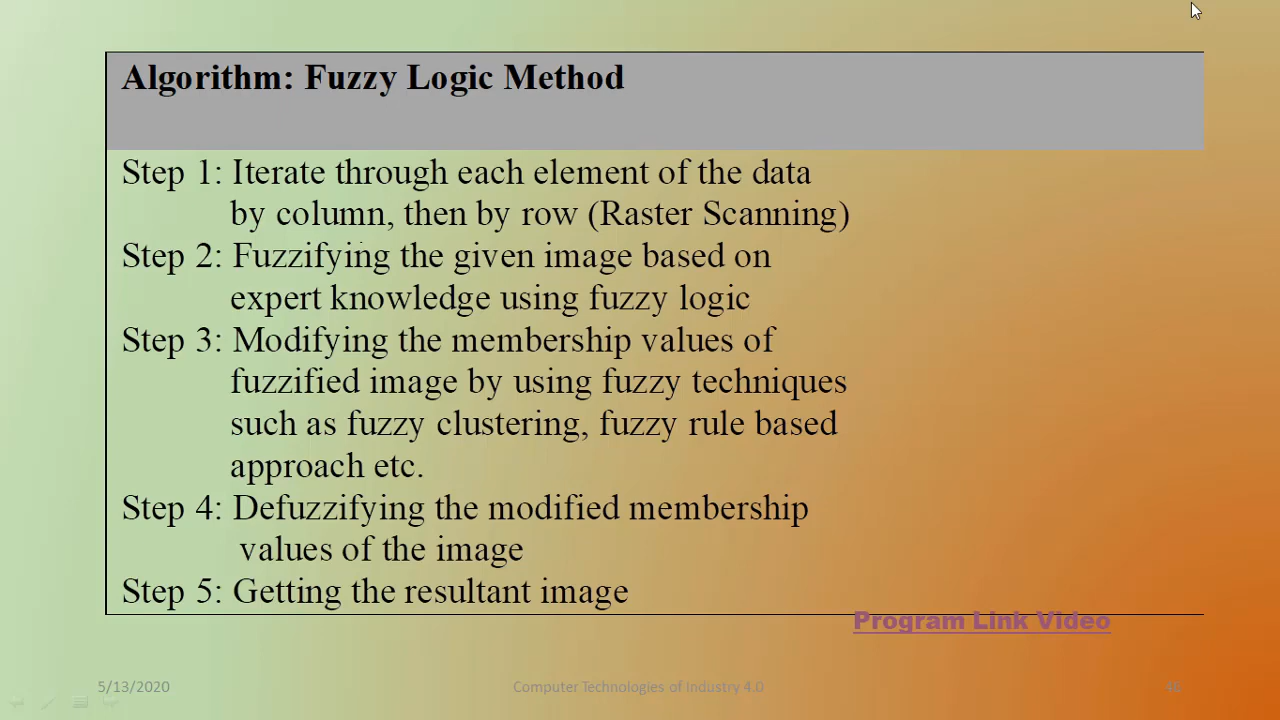 Algorithm: Fuzzy Logic Method
Step 1: Iterate through each element of the data
by column, then by row (Raster Scanning)
Step 2: Fuzzifying the given image based on
expert knowledge using fuzzy logic
Step 3: Modifying the membership values of
fuzzified image by using fuzzy techniques
such as fuzzy clustering, fuzzy rule based
approach etc.
Step 4: Defuzzifying the modified membership
values of the image
Step 5: Getting the resultant image
Program Link Video
5/13/2020
Computer Technologies of Industry 4.0